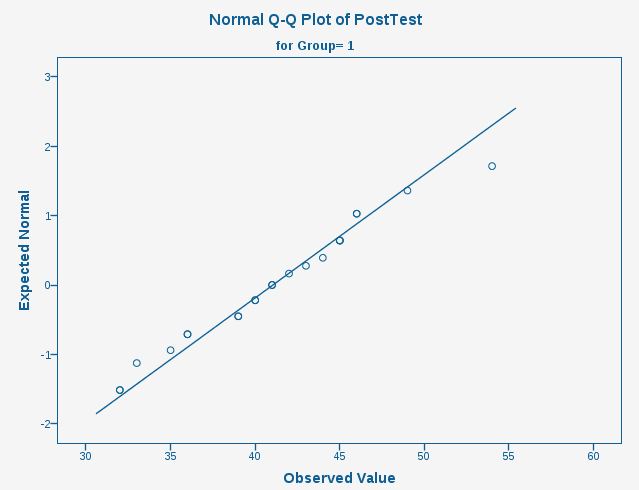 Normal Q-Q Plot of PostTest
for Group= 1
Expected Normal
3
2
1
0
-1
-2
30 35 40 45 50 55 60
Observed Value